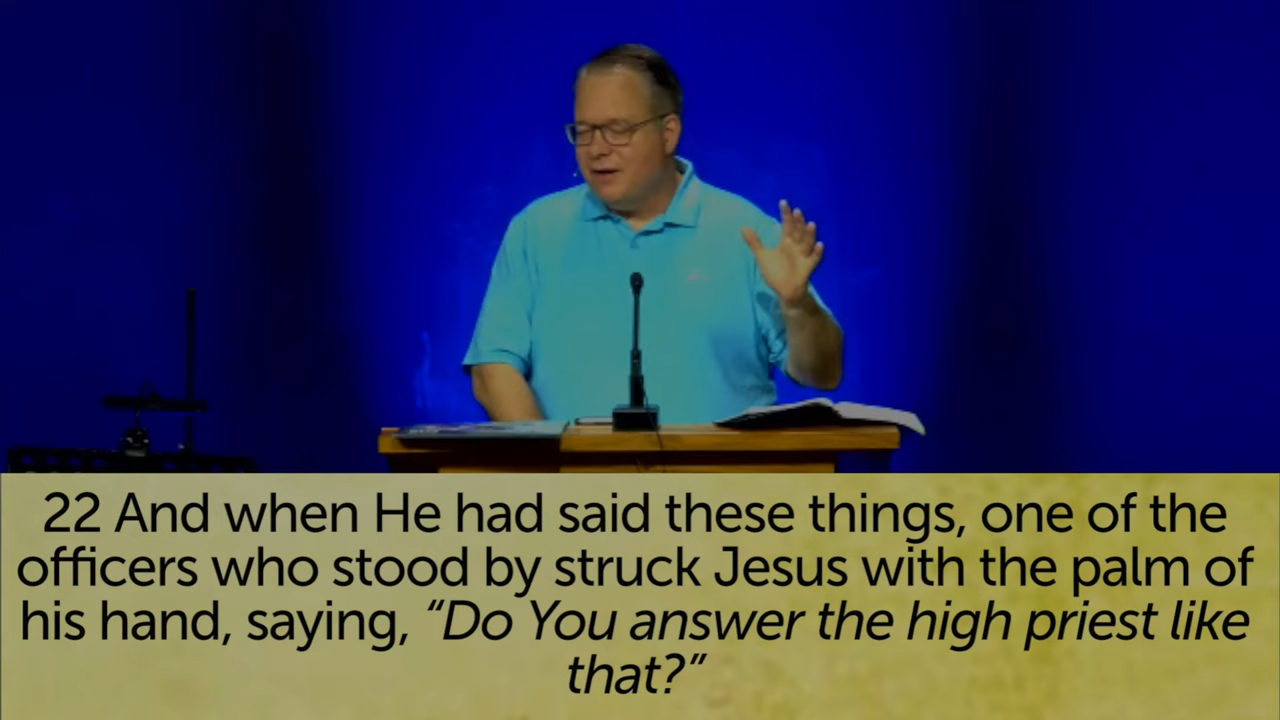 22 And when He had said these things, one of the
officers who stood by struck Jesus with the palm of
his hand, saying, “Do You answer the high priest like
that?”